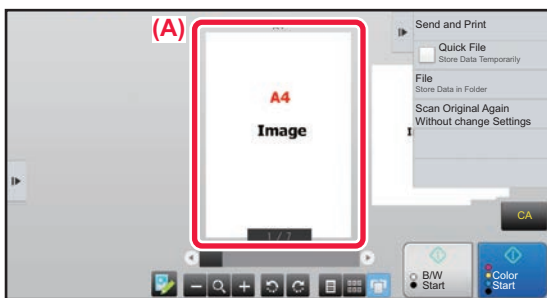 (A)
A4
Image
1 / 7
Send and Print
Quick File
Store Data Temporarily
File
Store Data in Folder
Scan Original Again
Without change Settings
CA
B/W
Start
Color
Start